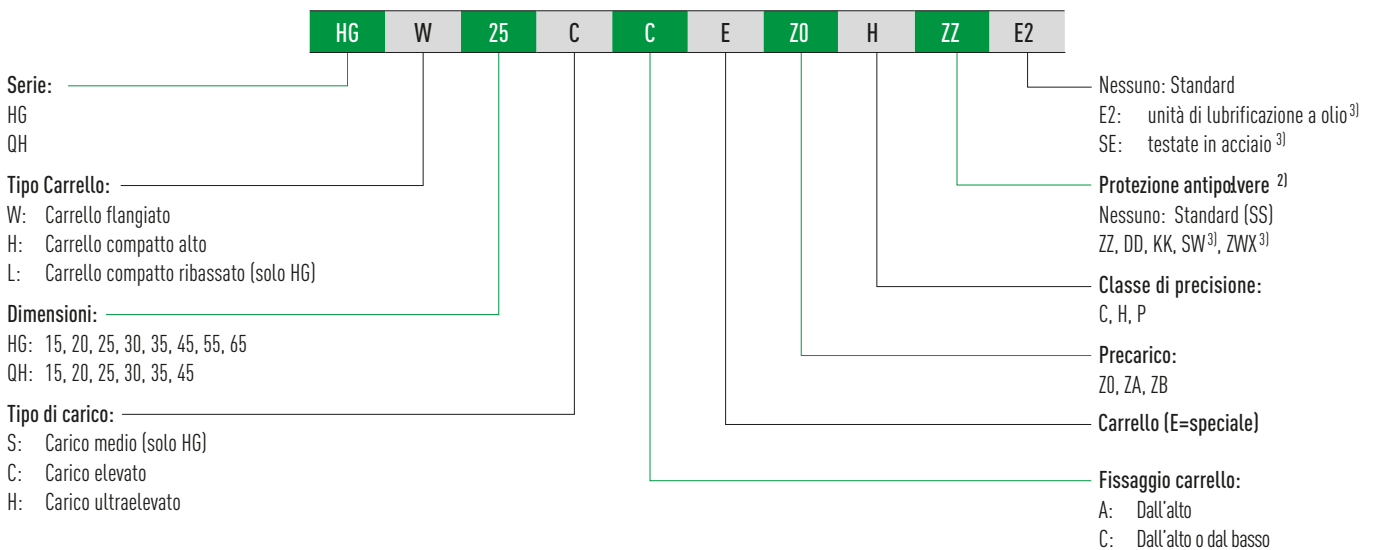 HG W 25 C C E Z0 H ZZ E2
Serie:
HG
QH
Tipo Carrello:
W: Carrello flangiato
H: Carrello compatto alto
L: Carrello compatto ribassato (solo HG)
Dimensioni:
HG: 15, 20, 25, 30, 35, 45, 55, 65
QH: 15, 20, 25, 30, 35, 45
Tipo di carico:
S: Carico medio (solo HG)
C: Carico elevato
H: Carico ultraelevato
Nessuno: Standard
E2: unità di lubrificazione a olio 3)
SE: testate in acciaio 3)
Protezione antipolvere 2)
Nessuno: Standard (SS)
ZZ, DD, KK, SW 3), ZWX 3)
Classe di precisione:
C, H, P
Precarico:
Z0, ZA, ZB
Carrello (E=speciale)
Fissaggio carrello:
A: Dall'alto
C: Dall'alto o dal basso